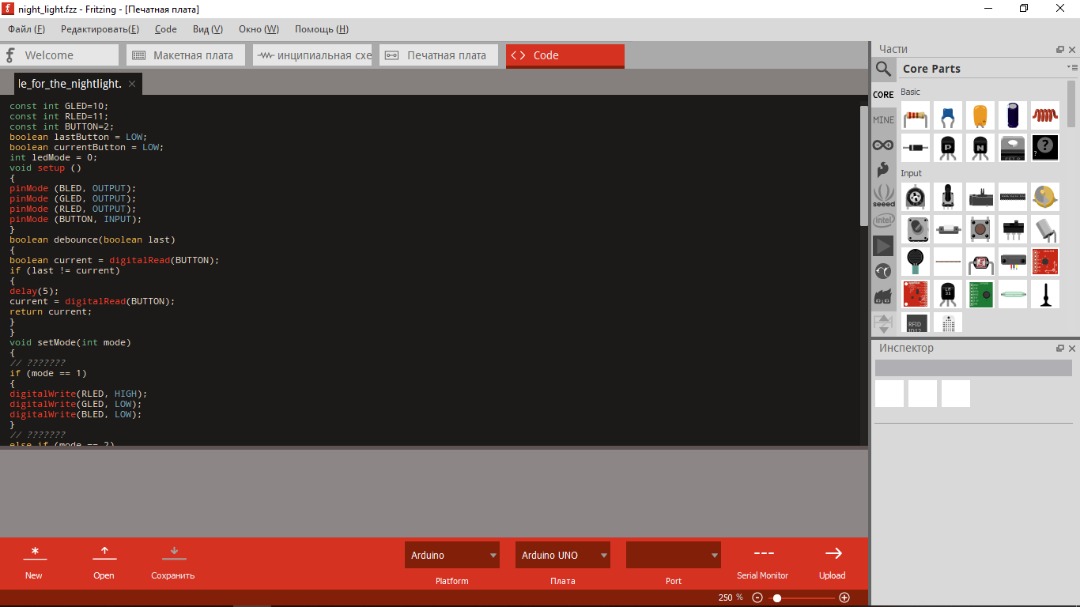 night_light.fzz - Fritzing - [Печатная плата]
Файл (F) Редактировать(E) Code Вид (V) Окно (W) Помощь (H)
Welcome Макетная плата инципиальная схе Печатная плата <> Code
le_for_the_nightlight. ×
const int GLED=10;
const int RLED=11;
const int BUTTON=2;
boolean lastButton = LOW;
boolean currentButton = LOW;
int ledMode = 0;
void setup ()
{
pinMode (BLED, OUTPUT);
pinMode (GLED, OUTPUT);
pinMode (RLED, OUTPUT);
pinMode (BUTTON, INPUT);
}
boolean debounce(boolean last)
{
boolean current = digitalRead(BUTTON);
if (last != current)
{
delay(5);
current = digitalRead(BUTTON);
return current;
}
}
void setMode(int mode)
{
// ???????
if (mode == 1)
{
digitalWrite(RLED, HIGH);
digitalWrite(GLED, LOW);
digitalWrite(BLED, LOW);
}
// ???????
else if (mode == 2)
Части
Core Parts
CORE
MINE
seeed
intel
Basic
P N
?
Input
RFID
Инспектор
New Open Сохранить
Arduino Arduino UNO
Platform Плата Port
Serial Monitor Upload
250 %